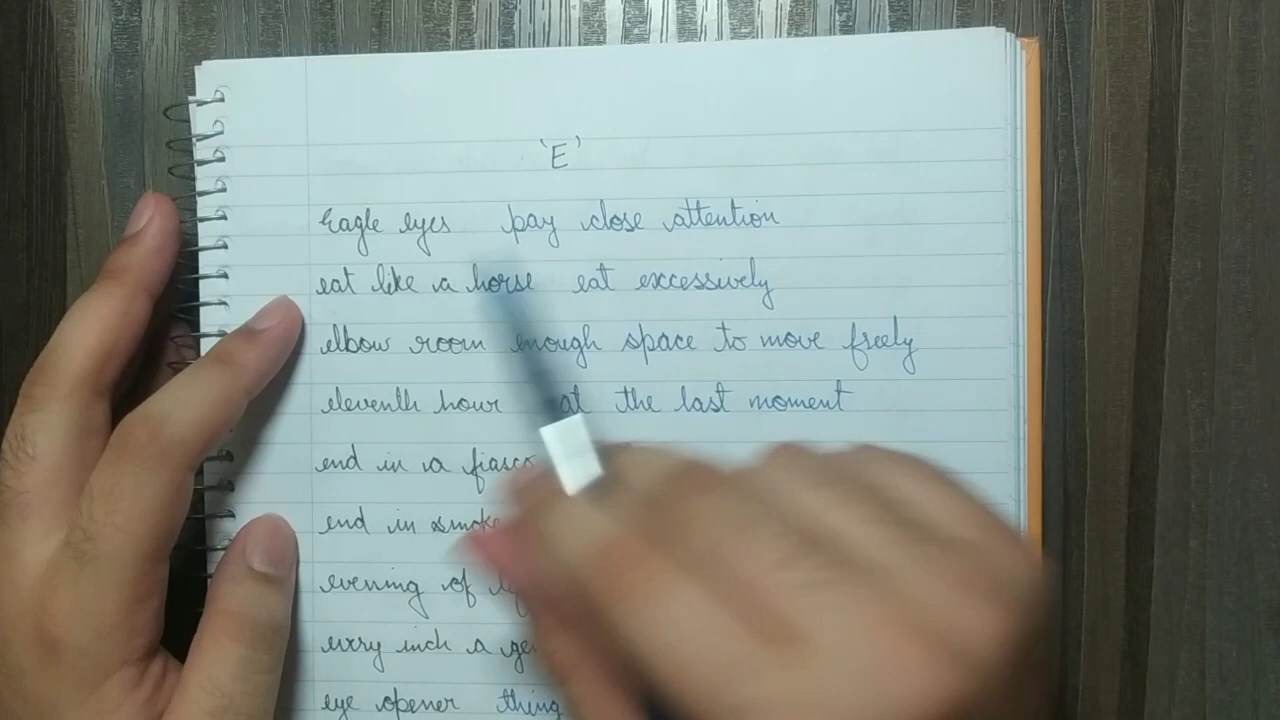 'E'
Eagle eyes pay close attention
eat like a horse eat excessively
elbow room enough space to move freely
eleventh hour at the last moment
end in a fiasco
end in smoke
evening of
every inch a
eye opener thing